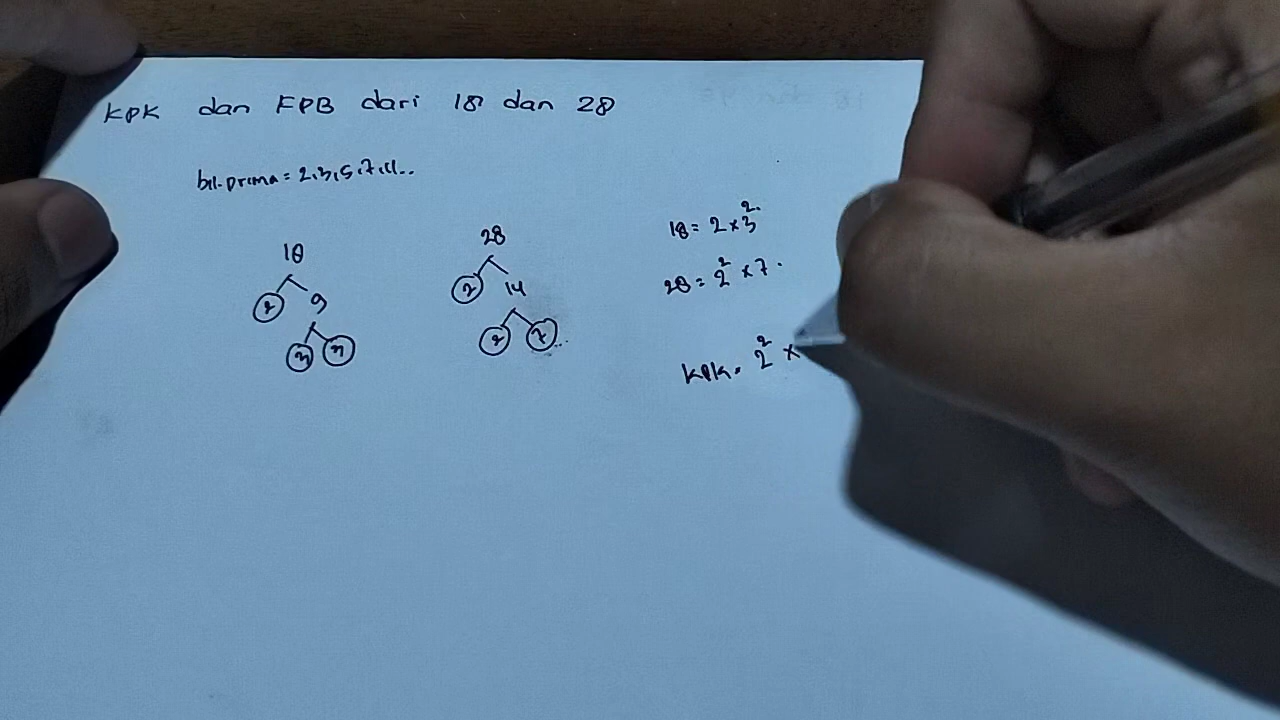 KPK dan FPB dari 18 dan 28
bil.prima = 2,3,5,7,11..
18
2 9
3 3
28
2 14
2 7
18 = 2 x 3².
28 = 2² x 7.
KPK = 2² x